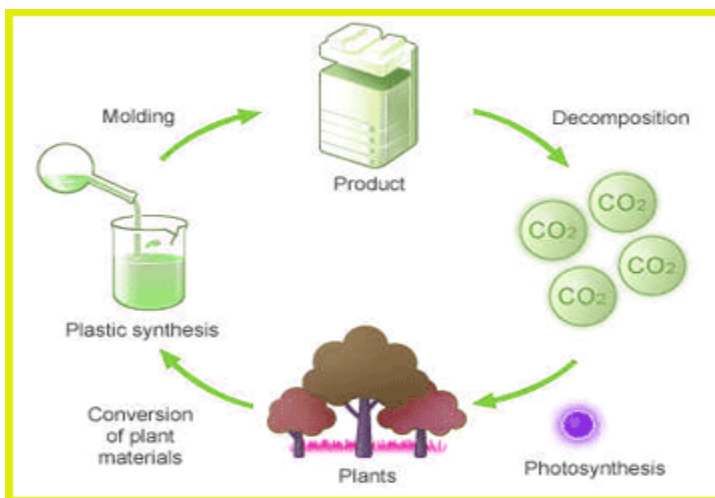 Molding
Product
Decomposition
CO2
CO2
CO2
CO2
Plastic synthesis
Conversion
of plant
materials
Plants
Photosynthesis